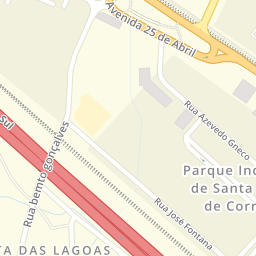 Avenida 25 de Abril
Rua Azevedo Gneco
Parque Ind
de Santa
de Corr
Rua bemto gonçalves
Sul
Rua José Fontana
TA DAS LAGOAS